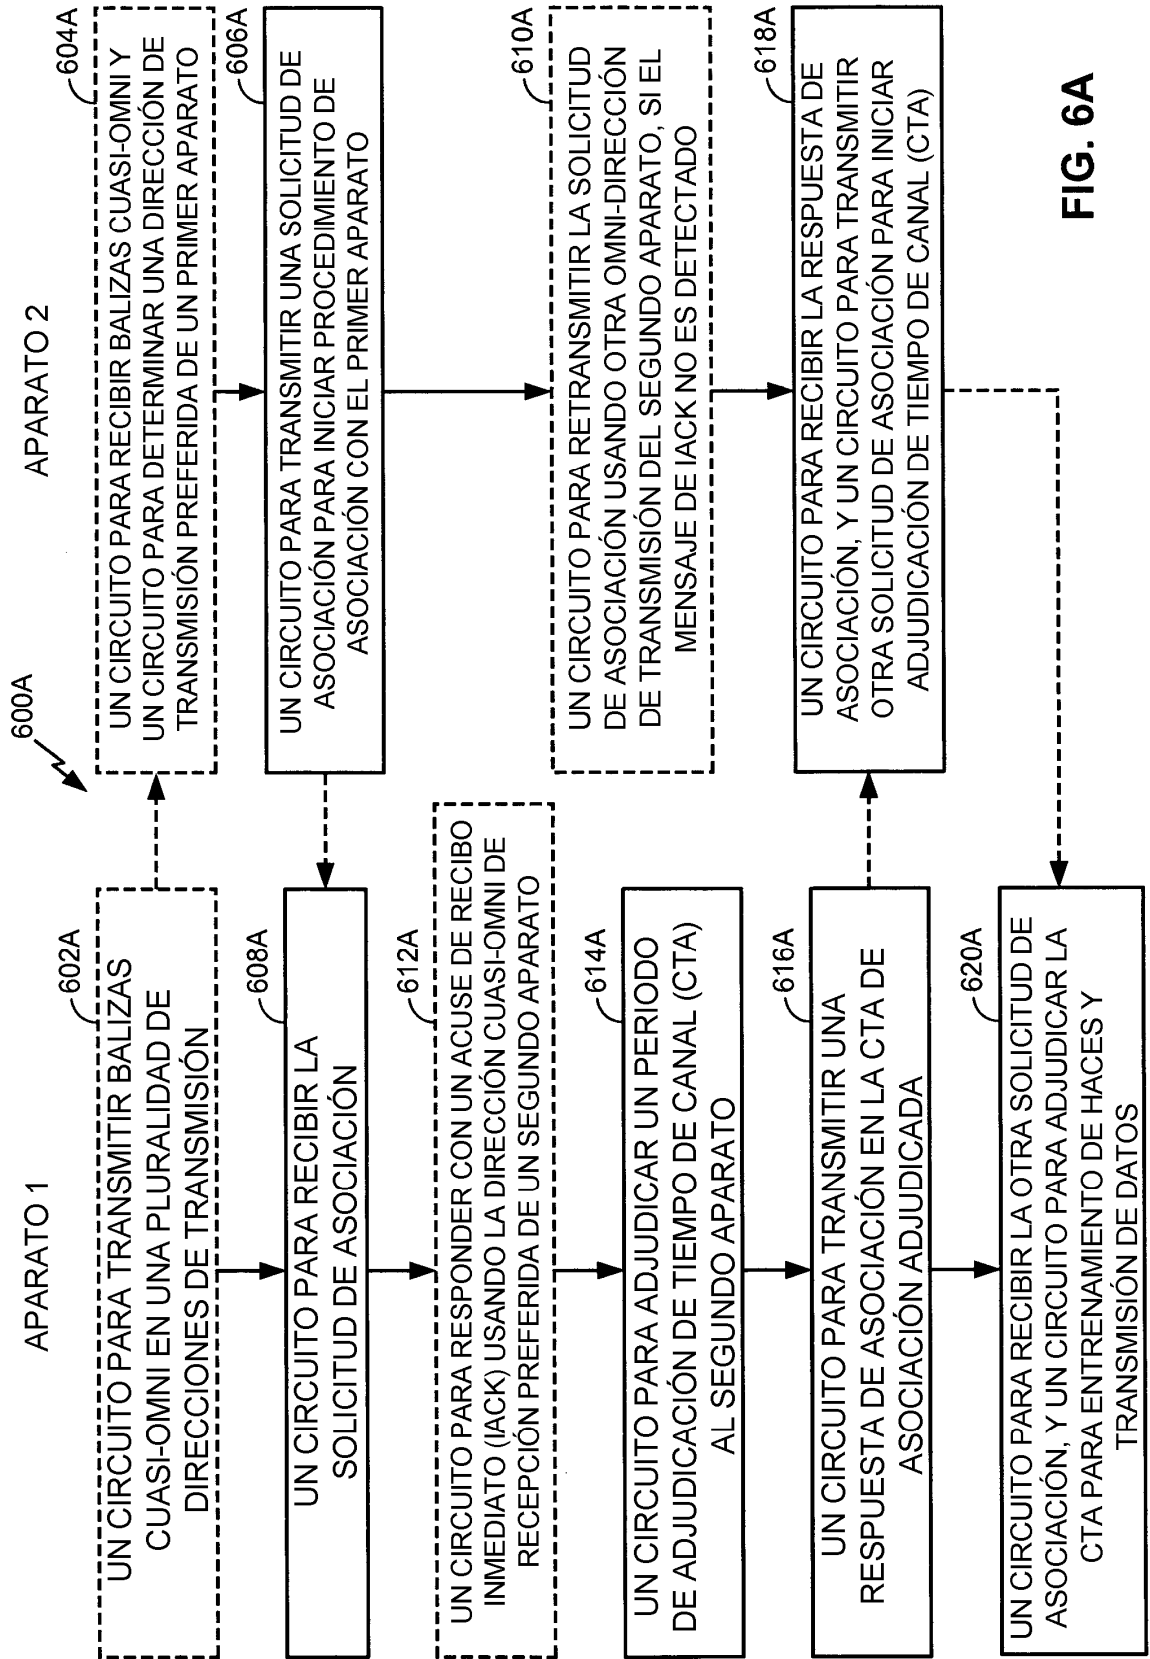 600A
APARATO 1
APARATO 2
602A
UN CIRCUITO PARA TRANSMITIR BALIZAS
CUASI-OMNI EN UNA PLURALIDAD DE
DIRECCIONES DE TRANSMISIÓN
604A
UN CIRCUITO PARA RECIBIR BALIZAS CUASI-OMNI Y
UN CIRCUITO PARA DETERMINAR UNA DIRECCIÓN DE
TRANSMISIÓN PREFERIDA DE UN PRIMER APARATO
606A
UN CIRCUITO PARA TRANSMITIR UNA SOLICITUD DE
ASOCIACIÓN PARA INICIAR PROCEDIMIENTO DE
ASOCIACIÓN CON EL PRIMER APARATO
608A
UN CIRCUITO PARA RECIBIR LA
SOLICITUD DE ASOCIACIÓN
610A
UN CIRCUITO PARA RETRANSMITIR LA SOLICITUD
DE ASOCIACIÓN USANDO OTRA OMNI-DIRECCIÓN
DE TRANSMISIÓN DEL SEGUNDO APARATO, SI EL
MENSAJE DE IACK NO ES DETECTADO
612A
UN CIRCUITO PARA RESPONDER CON UN ACUSE DE RECIBO
INMEDIATO (IACK) USANDO LA DIRECCIÓN CUASI-OMNI DE
RECEPCIÓN PREFERIDA DE UN SEGUNDO APARATO
614A
UN CIRCUITO PARA ADJUDICAR UN PERIODO
DE ADJUDICACIÓN DE TIEMPO DE CANAL (CTA)
AL SEGUNDO APARATO
616A
UN CIRCUITO PARA TRANSMITIR UNA
RESPUESTA DE ASOCIACIÓN EN LA CTA DE
ASOCIACIÓN ADJUDICADA
618A
UN CIRCUITO PARA RECIBIR LA RESPUESTA DE
ASOCIACIÓN, Y UN CIRCUITO PARA TRANSMITIR
OTRA SOLICITUD DE ASOCIACIÓN PARA INICIAR
ADJUDICACIÓN DE TIEMPO DE CANAL (CTA)
620A
UN CIRCUITO PARA RECIBIR LA OTRA SOLICITUD DE
ASOCIACIÓN, Y UN CIRCUITO PARA ADJUDICAR LA
CTA PARA ENTRENAMIENTO DE HACES Y
TRANSMISIÓN DE DATOS
FIG. 6A